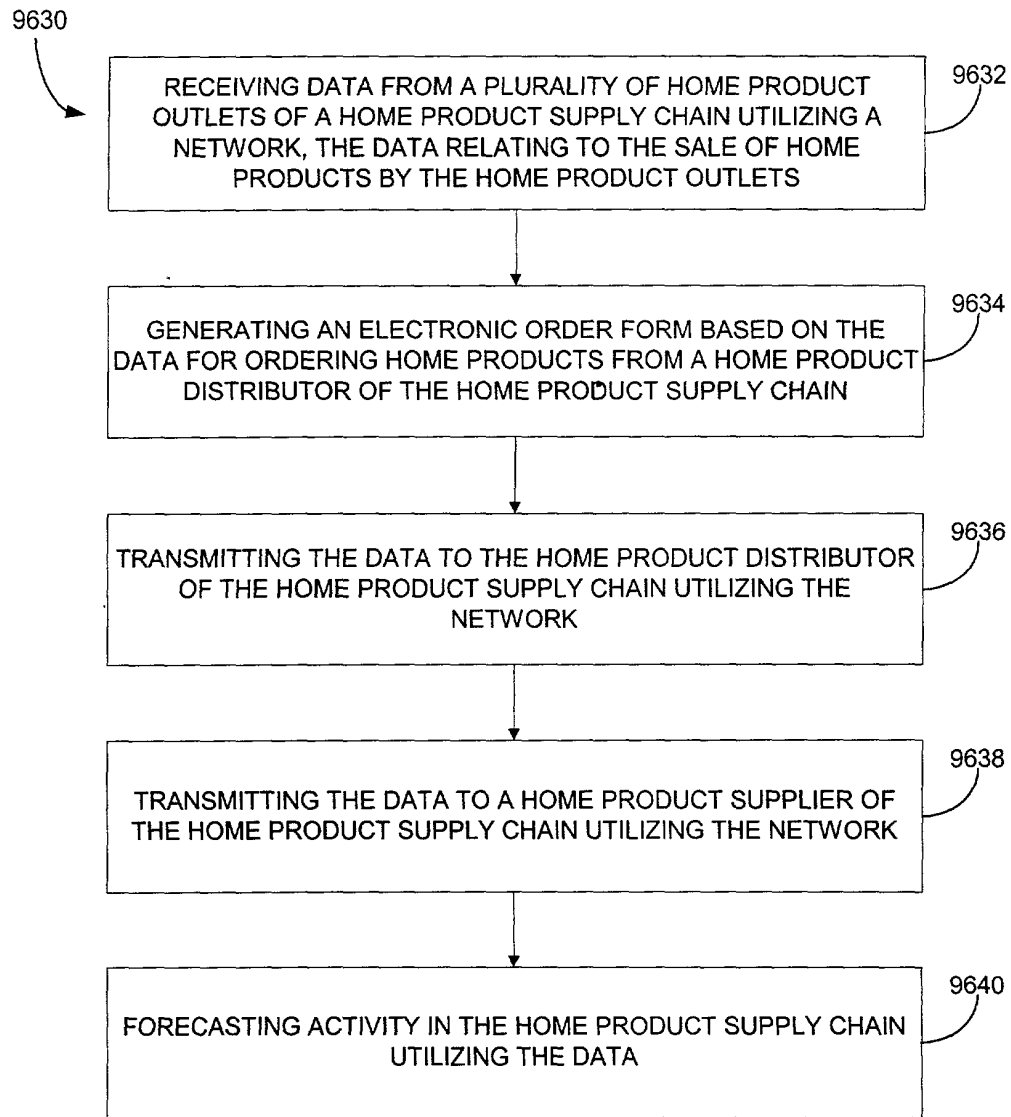 9630
RECEIVING DATA FROM A PLURALITY OF HOME PRODUCT
OUTLETS OF A HOME PRODUCT SUPPLY CHAIN UTILIZING A
NETWORK, THE DATA RELATING TO THE SALE OF HOME
PRODUCTS BY THE HOME PRODUCT OUTLETS
9632
GENERATING AN ELECTRONIC ORDER FORM BASED ON THE
DATA FOR ORDERING HOME PRODUCTS FROM A HOME PRODUCT
DISTRIBUTOR OF THE HOME PRODUCT SUPPLY CHAIN
9634
TRANSMITTING THE DATA TO THE HOME PRODUCT DISTRIBUTOR
OF THE HOME PRODUCT SUPPLY CHAIN UTILIZING THE
NETWORK
9636
TRANSMITTING THE DATA TO A HOME PRODUCT SUPPLIER OF
THE HOME PRODUCT SUPPLY CHAIN UTILIZING THE NETWORK
9638
FORECASTING ACTIVITY IN THE HOME PRODUCT SUPPLY CHAIN
UTILIZING THE DATA
9640